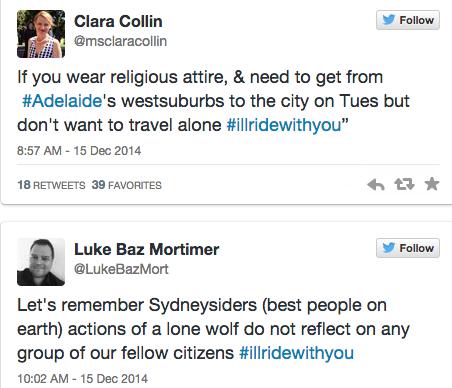 Clara Collin
Follow
@msclaracollin
If you wear religious attire, & need to get from
#Adelaide's westsuburbs to the city on Tues but
don't want to travel alone #illridewithyou”
8:57 AM - 15 Dec 2014
18 RETWEETS 39 FAVORITES
Luke Baz Mortimer
Follow
@LukeBazMort
Let's remember Sydneysiders (best people on
earth) actions of a lone wolf do not reflect on any
group of our fellow citizens #illridewithyou
10:02 AM - 15 Dec 2014